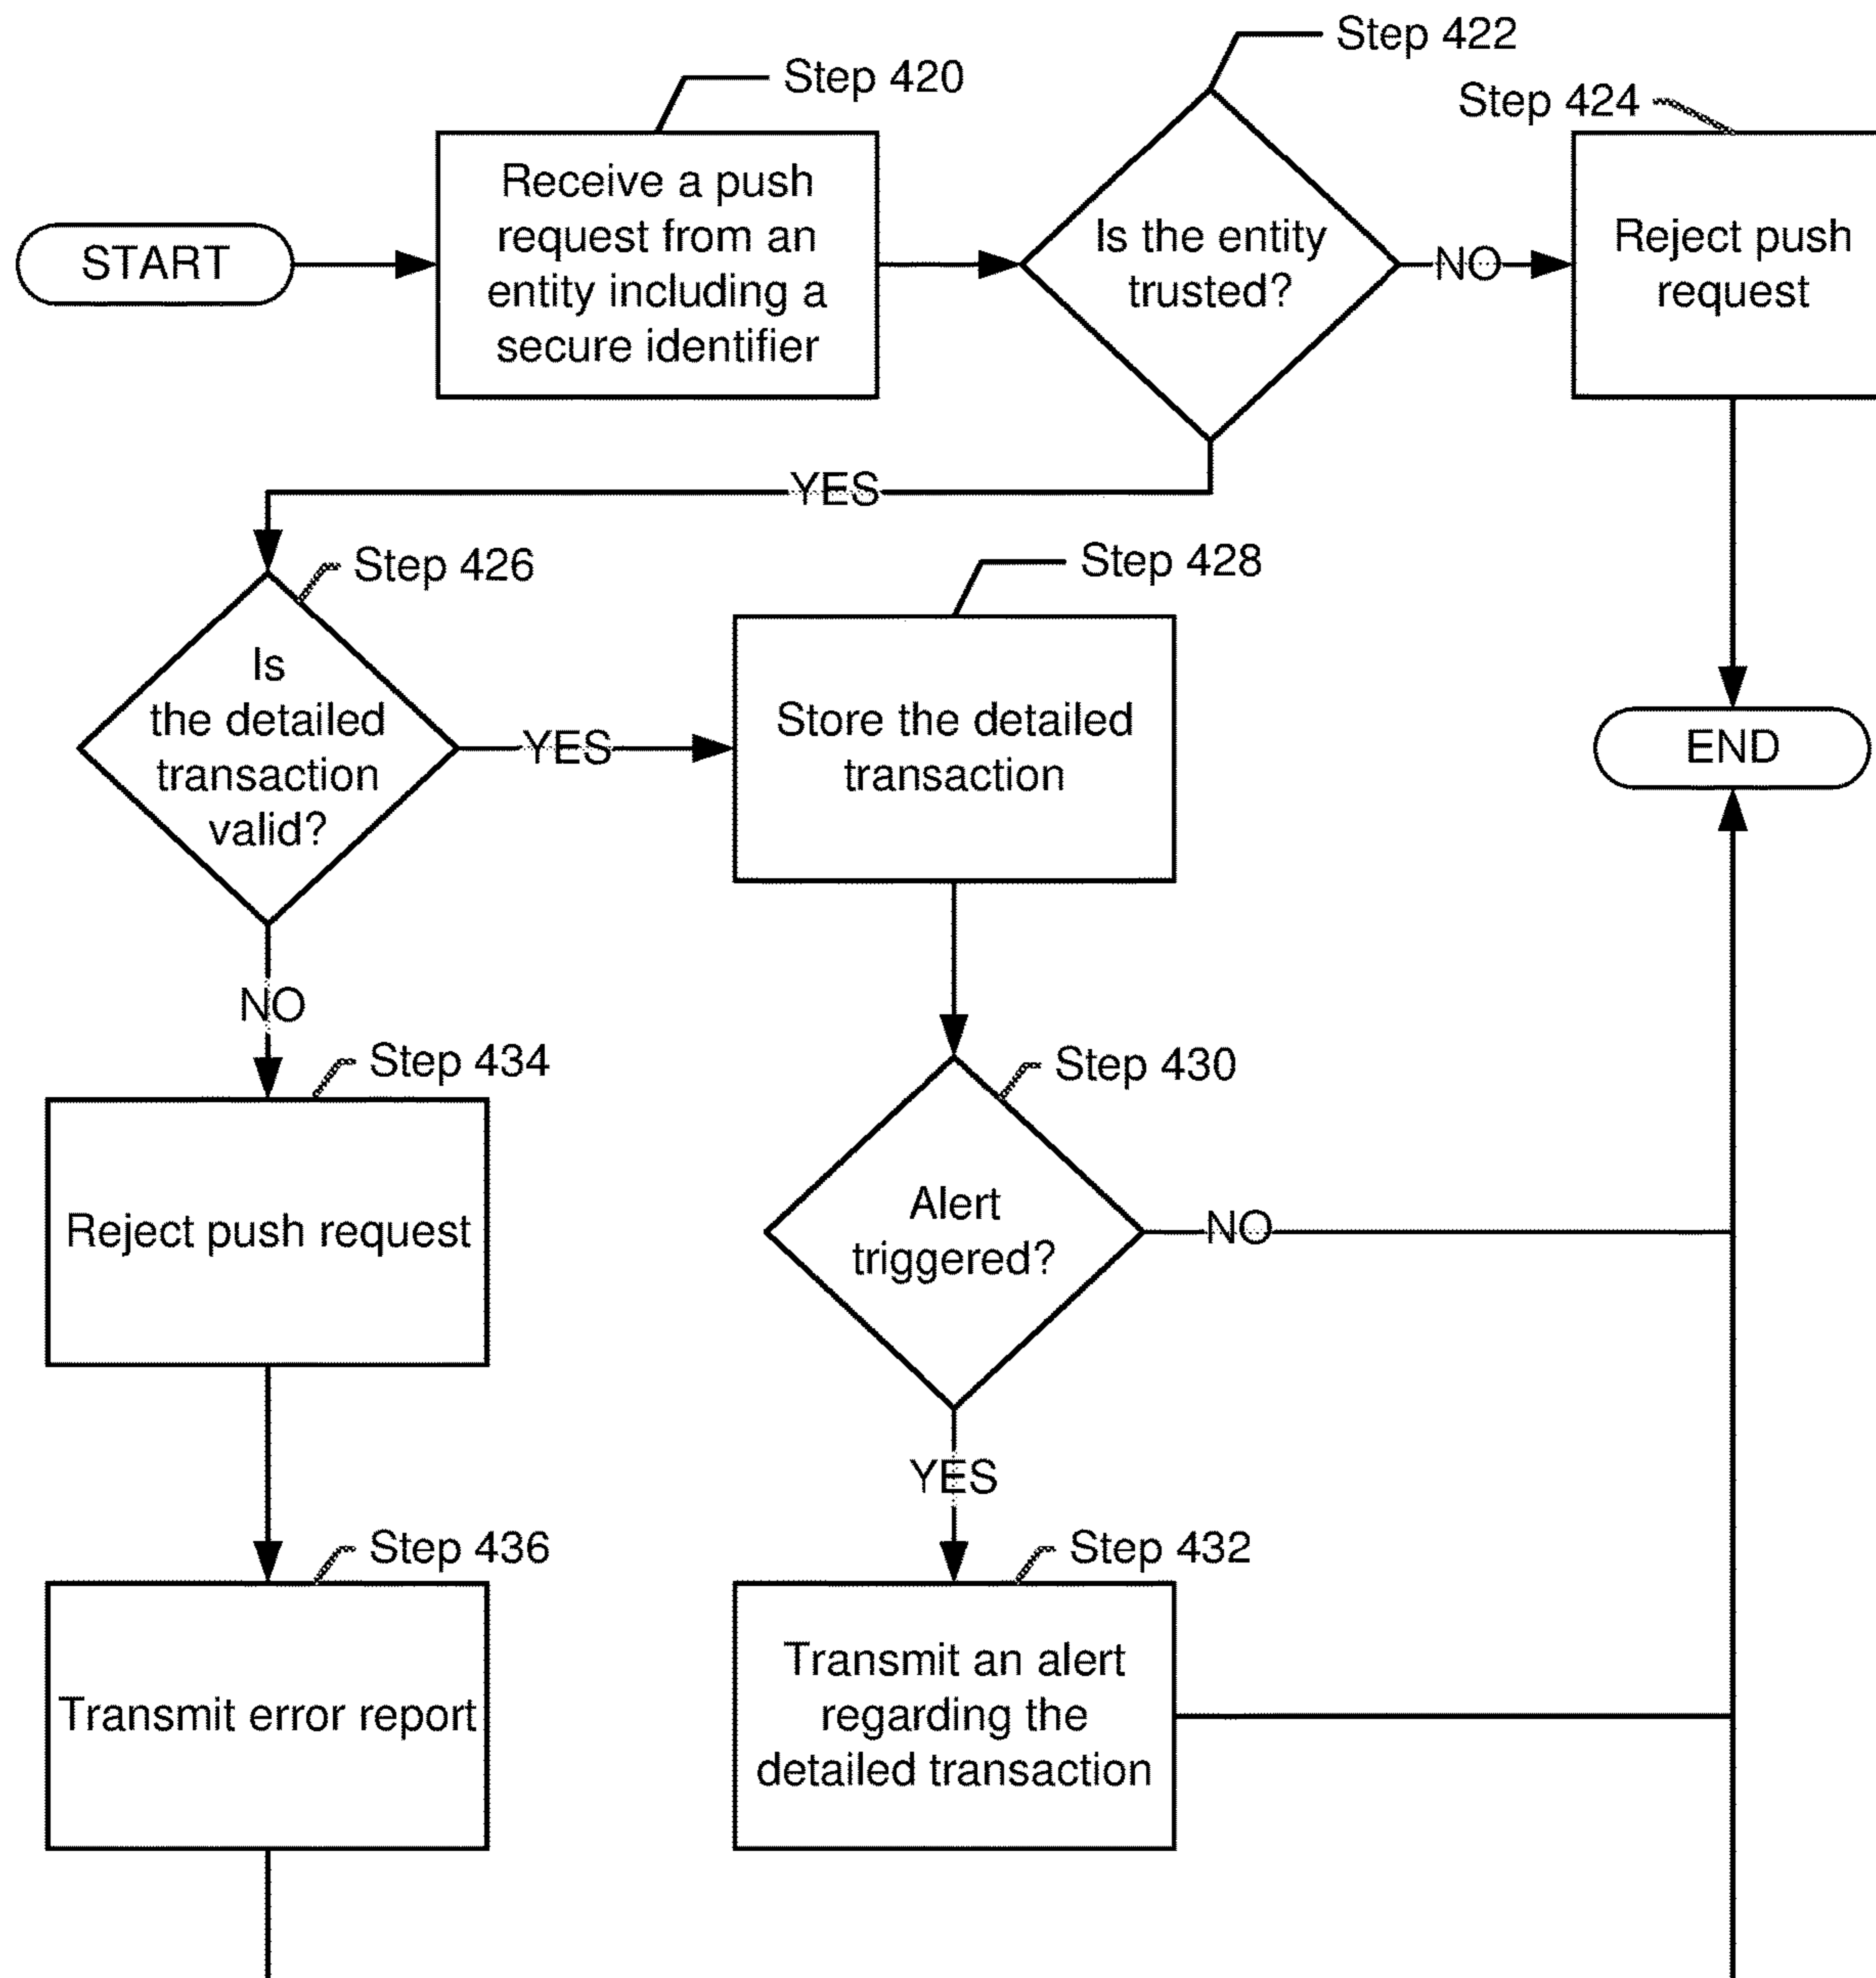 Step 422
Step 420
Step 424
START
Receive a push
request from an
entity including a
secure identifier
Is the entity
trusted?
NO
Reject push
request
YES
Step 426
Step 428
Is
the detailed
transaction
valid?
YES
Store the detailed
transaction
END
NO
Step 434
Step 430
Reject push request
Alert
triggered?
NO
YES
Step 436
Step 432
Transmit error report
Transmit an alert
regarding the
detailed transaction